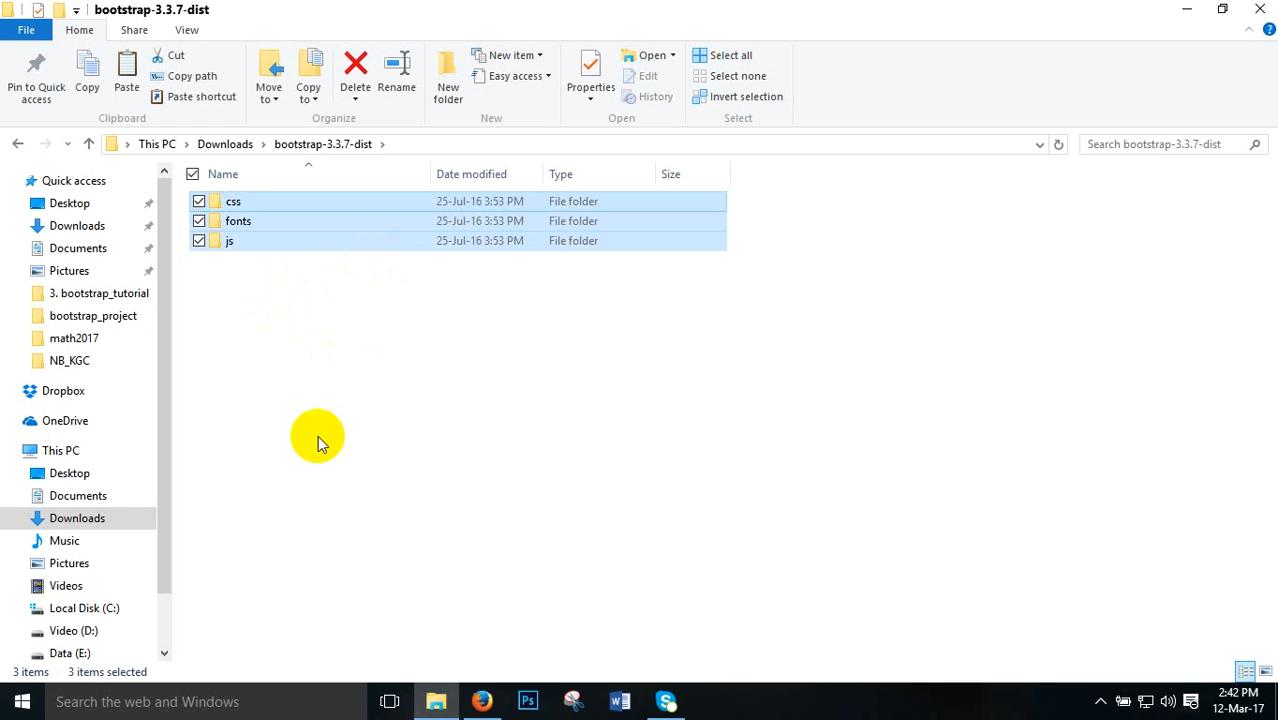 bootstrap-3.3.7-dist
File Home Share View
Pin to Quick access
Copy
Paste
Cut
Copy path
Paste shortcut
Clipboard
Move to
Copy to
Delete
Rename
Organize
New folder
New item
Easy access
New
Properties
Open
Edit
History
Open
Select all
Select none
Invert selection
Select
This PC > Downloads > bootstrap-3.3.7-dist >
Search bootstrap-3.3.7-dist
Name Date modified Type Size
css 25-Jul-16 3:53 PM File folder
fonts 25-Jul-16 3:53 PM File folder
js 25-Jul-16 3:53 PM File folder
Quick access
Desktop
Downloads
Documents
Pictures
3. bootstrap_tutorial
bootstrap_project
math2017
NB_KGC
Dropbox
OneDrive
This PC
Desktop
Documents
Downloads
Music
Pictures
Videos
Local Disk (C:)
Video (D:)
Data (E:)
3 items 3 items selected
Search the web and Windows
Ps
2:42 PM
12-Mar-17